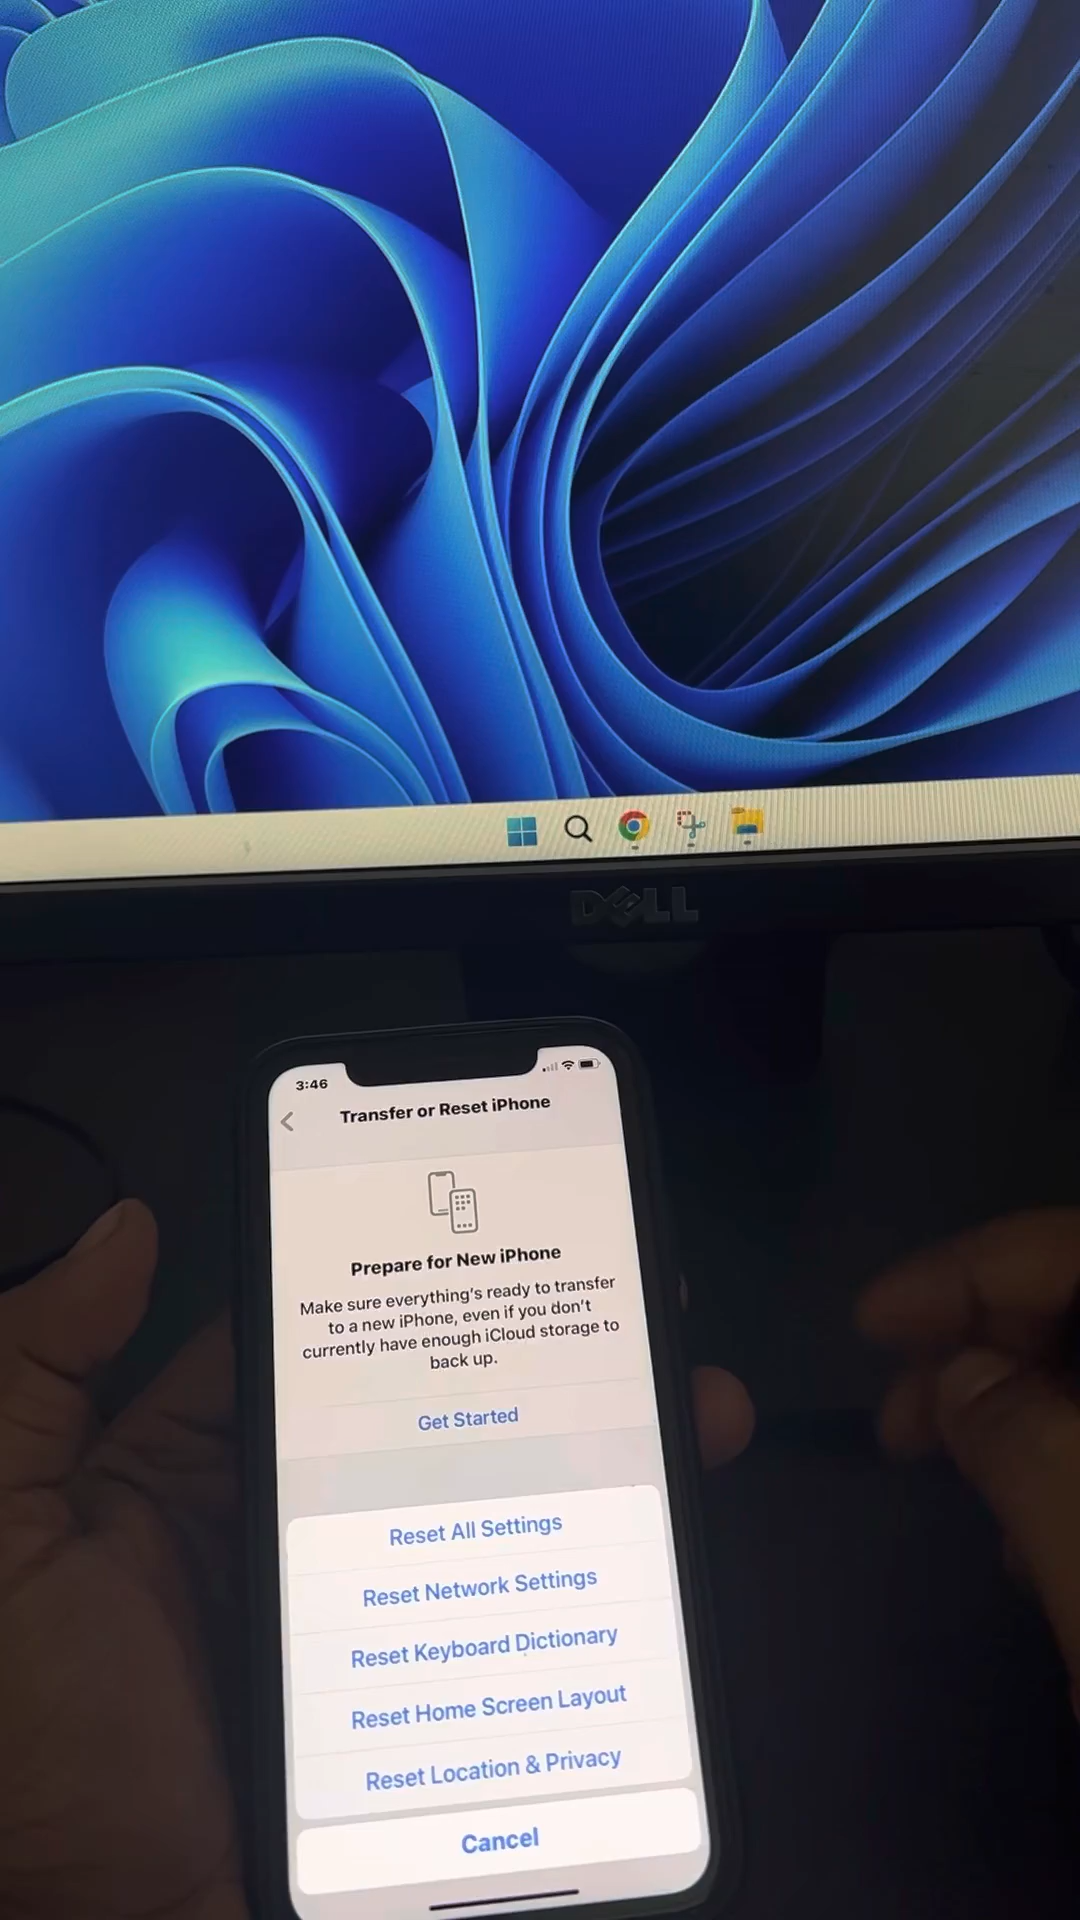 DELL
3:46
Transfer or Reset iPhone
Prepare for New iPhone
Make sure everything's ready to transfer
to a new iPhone, even if you don't
currently have enough iCloud storage to
back up.
Get Started
Reset All Settings
Reset Network Settings
Reset Keyboard Dictionary
Reset Home Screen Layout
Reset Location & Privacy
Cancel